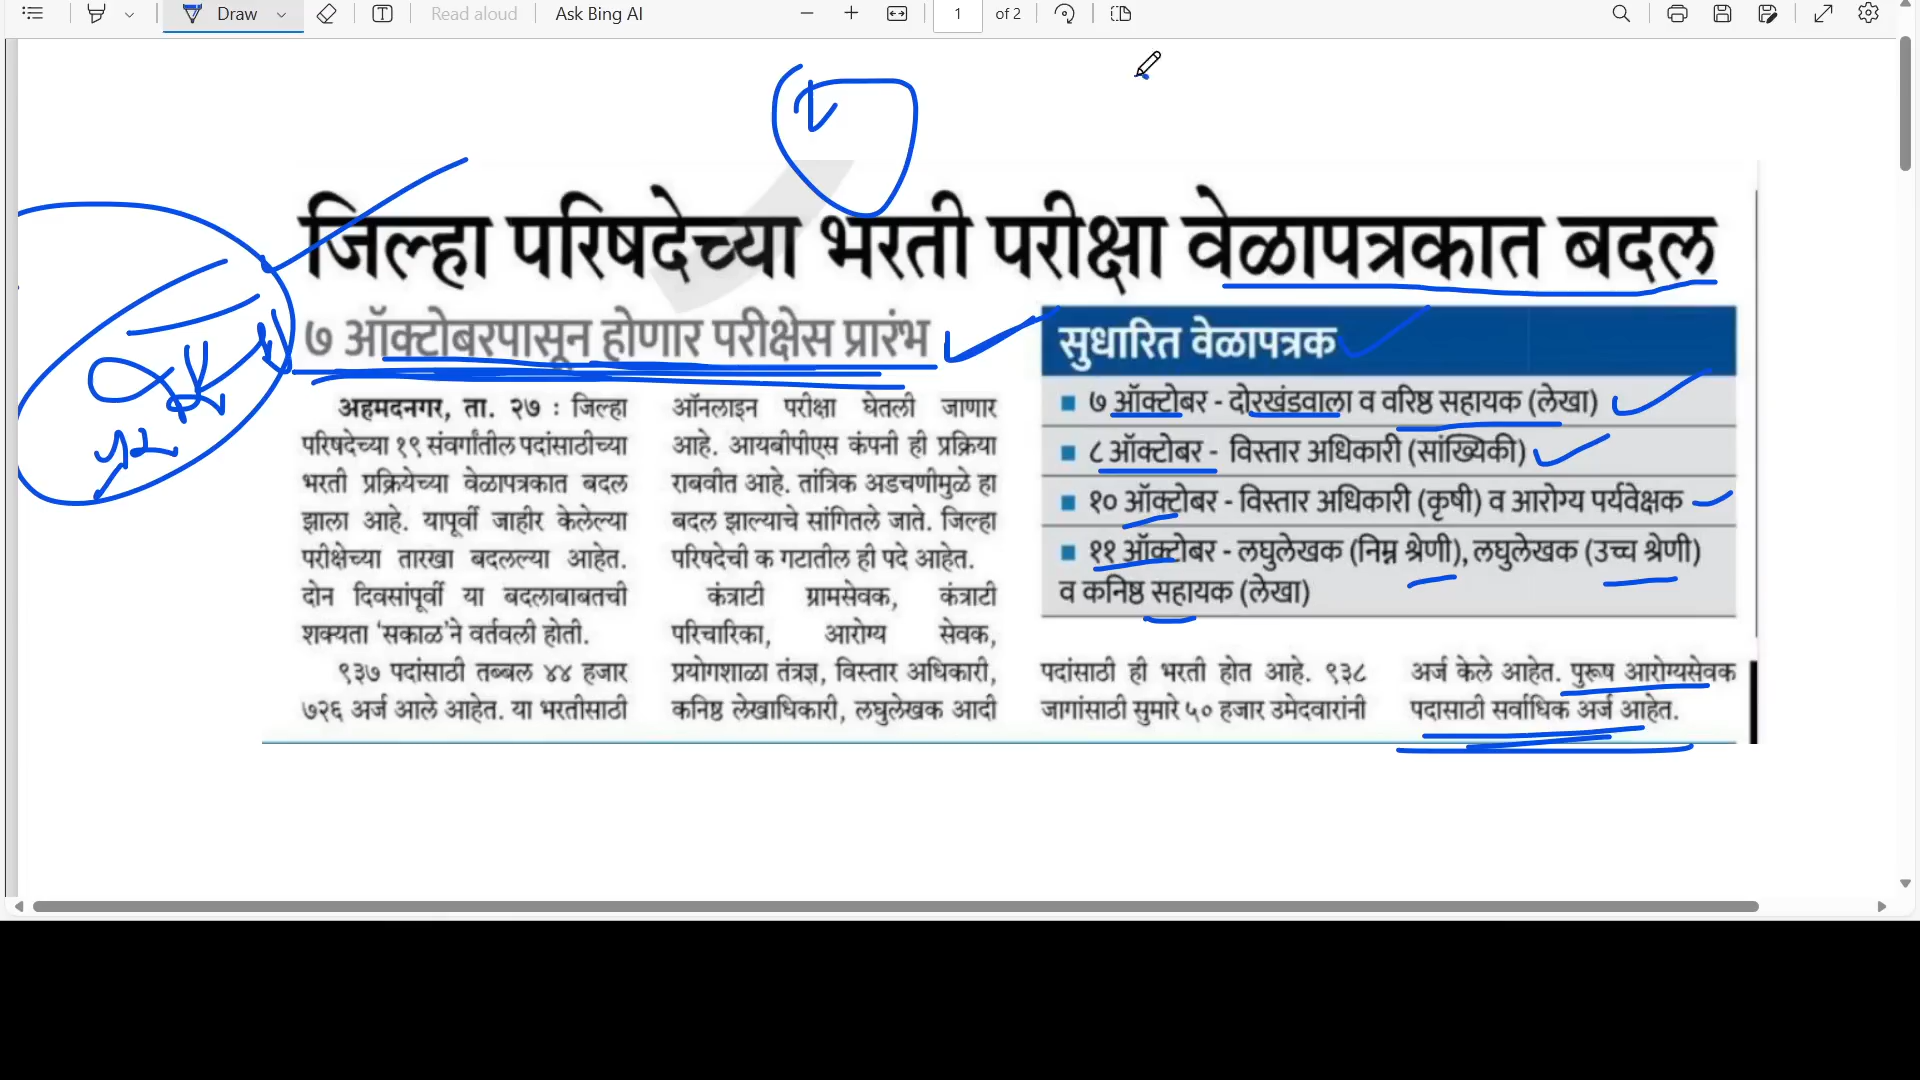 Draw
Read aloud
Ask Bing AI
1
of 2
जिल्हा परिषदेच्या भरती परीक्षा वेळापत्रकात बदल
७ ऑक्टोबरपासून होणार परीक्षेस प्रारंभ
अहमदनगर, ता. २७ : जिल्हा
परिषदेच्या १९ संवर्गातील पदांसाठीच्या
भरती प्रक्रियेच्या वेळापत्रकात बदल
झाला आहे. यापूर्वी जाहीर केलेल्या
परीक्षेच्या तारखा बदलल्या आहेत.
दोन दिवसांपूर्वी या बदलाबाबतची
शक्यता ‘सकाळ’ने वर्तवली होती.
९३७ पदांसाठी तब्बल ४४ हजार
७२६ अर्ज आले आहेत. या भरतीसाठी
ऑनलाइन परीक्षा घेतली जाणार
आहे. आयबीपीएस कंपनी ही प्रक्रिया
राबवीत आहे. तांत्रिक अडचणीमुळे हा
बदल झाल्याचे सांगितले जाते. जिल्हा
परिषदेची क गटातील ही पदे आहेत.
कंत्राटी ग्रामसेवक, कंत्राटी
परिचारिका, आरोग्य सेवक,
प्रयोगशाळा तंत्रज्ञ, विस्तार अधिकारी,
कनिष्ठ लेखाधिकारी, लघुलेखक आदी
सुधारित वेळापत्रक
७ ऑक्टोबर - दोरखंडवाला व वरिष्ठ सहायक (लेखा)
८ ऑक्टोबर - विस्तार अधिकारी (सांख्यिकी)
१० ऑक्टोबर - विस्तार अधिकारी (कृषी) व आरोग्य पर्यवेक्षक
११ ऑक्टोबर - लघुलेखक (निम्न श्रेणी), लघुलेखक (उच्च श्रेणी)
व कनिष्ठ सहायक (लेखा)
पदांसाठी ही भरती होत आहे. ९३८
जागांसाठी सुमारे ५० हजार उमेदवारांनी
अर्ज केले आहेत. पुरूष आरोग्यसेवक
पदासाठी सर्वाधिक अर्ज आहेत.